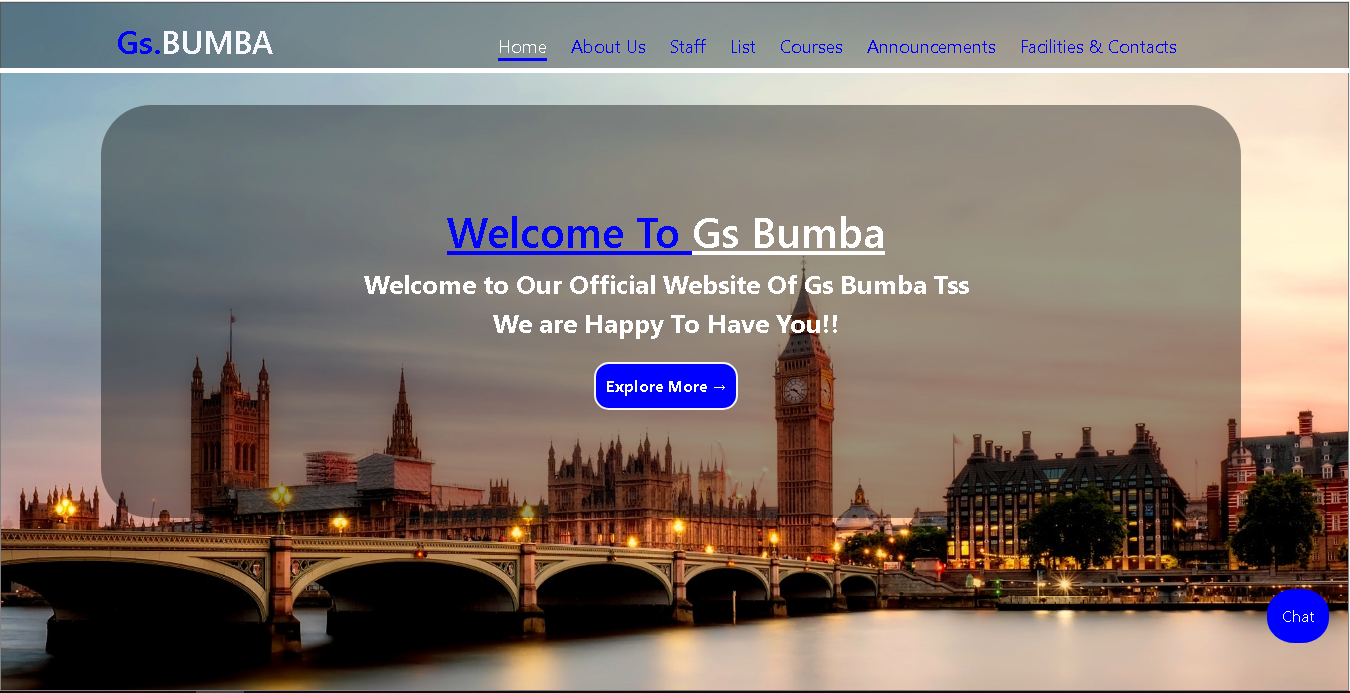 Gs.BUMBA
Home About Us Staff List Courses Announcements Facilities & Contacts
Welcome To Gs Bumba
Welcome to Our Official Website Of Gs Bumba Tss
We are Happy To Have You!!
Explore More →
Chat